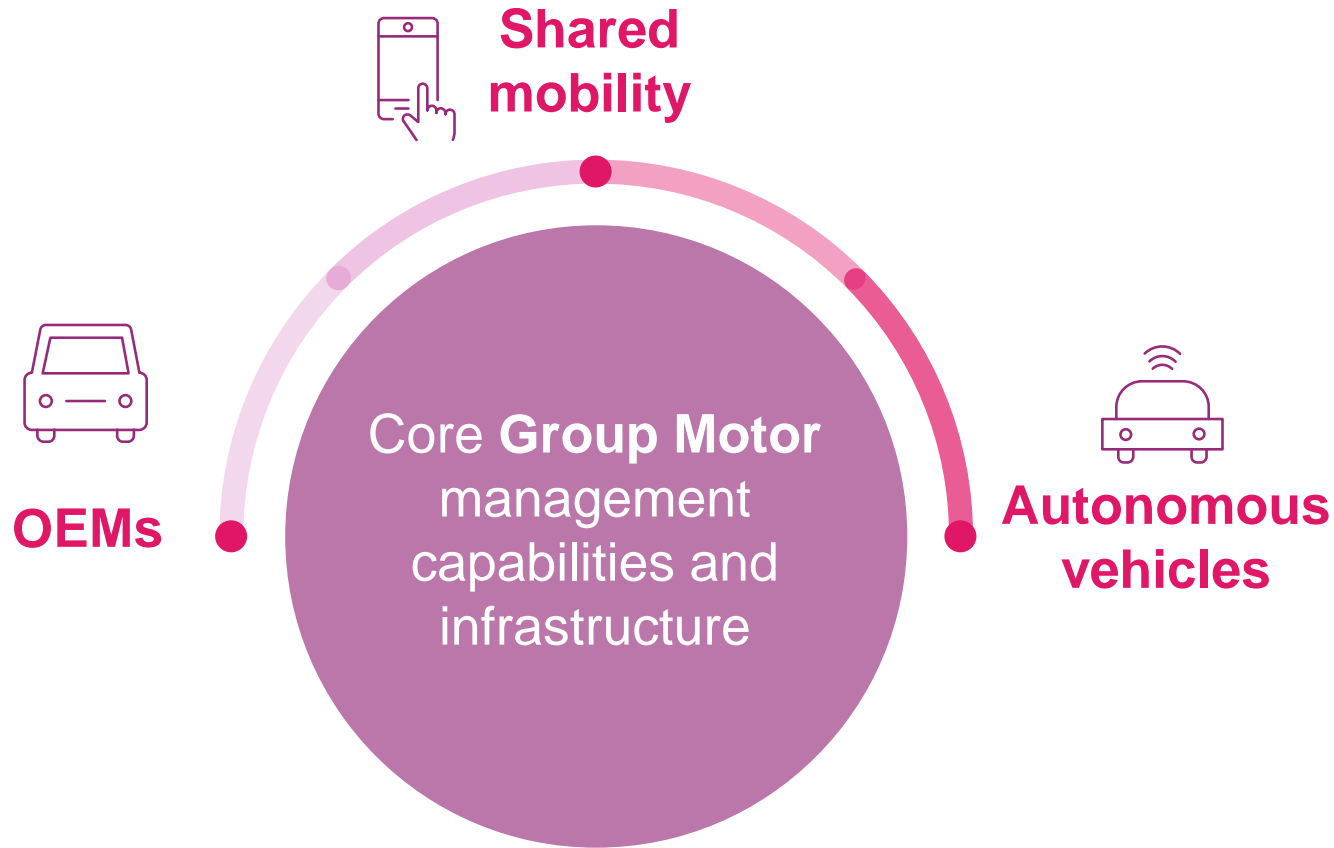 Shared
mobility
OEMs
Core Group Motor
management
capabilities and
infrastructure
Autonomous
vehicles